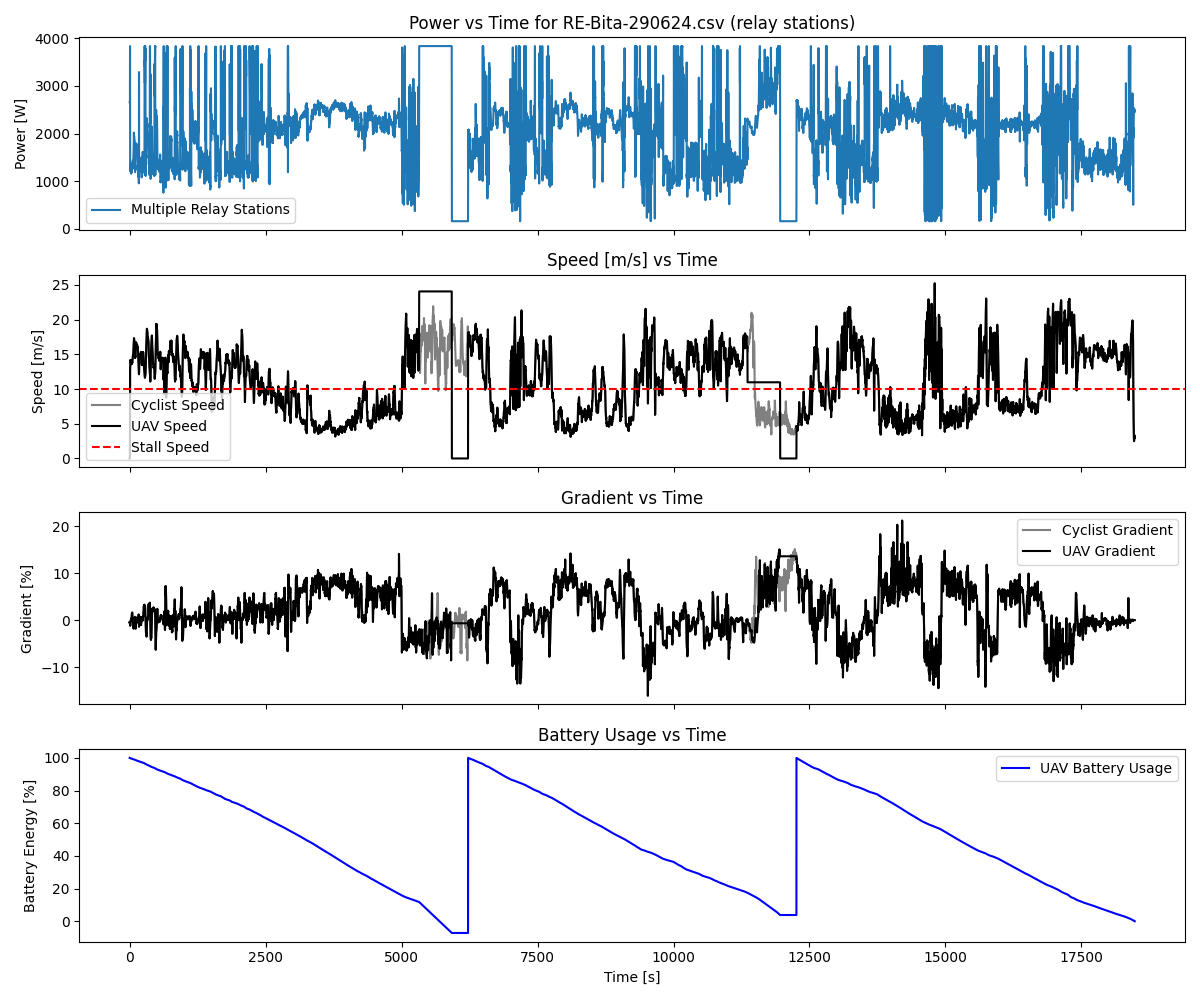 Power vs Time for RE-Bita-290624.csv (relay stations)
4000
3000
2000
1000
0
Power [W]
Multiple Relay Stations
Speed [m/s] vs Time
25
20
15
10
5
0
Speed [m/s]
Cyclist Speed
UAV Speed
Stall Speed
Gradient vs Time
20
10
0
−10
Gradient [%]
Cyclist Gradient
UAV Gradient
Battery Usage vs Time
100
80
60
40
20
0
Battery Energy [%]
UAV Battery Usage
0 2500 5000 7500 10000 12500 15000 17500
Time [s]